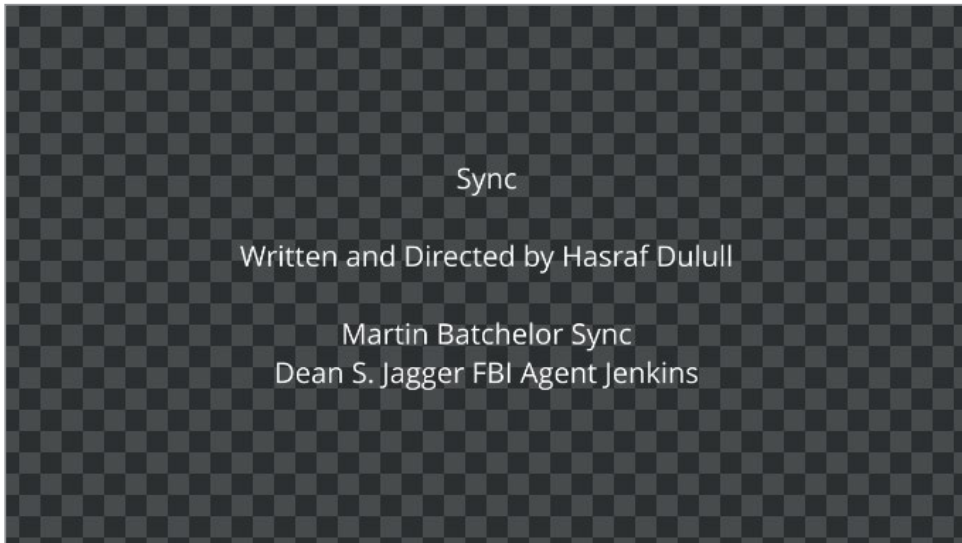 Sync
Written and Directed by Hasraf Dulull
Martin Batchelor Sync
Dean S. Jagger FBI Agent Jenkins